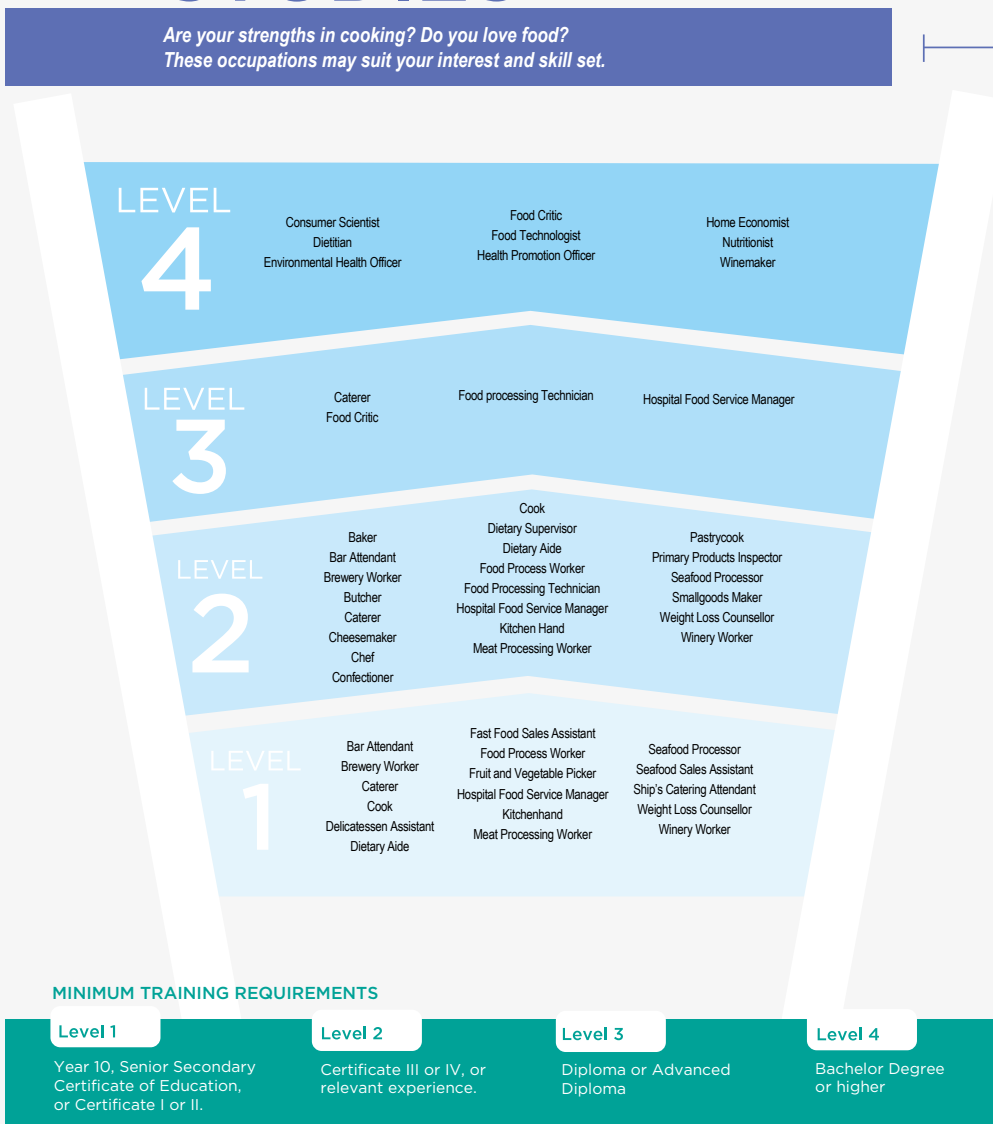 Are your strengths in cooking? Do you love food?
These occupations may suit your interest and skill set.
LEVEL
4
Consumer Scientist
Dietitian
Environmental Health Officer
Food Critic
Food Technologist
Health Promotion Officer
Home Economist
Nutritionist
Winemaker
LEVEL
3
Caterer
Food Critic
Food processing Technician
Hospital Food Service Manager
LEVEL
2
Baker
Bar Attendant
Brewery Worker
Butcher
Caterer
Cheesemaker
Chef
Confectioner
Cook
Dietary Supervisor
Dietary Aide
Food Process Worker
Food Processing Technician
Hospital Food Service Manager
Kitchen Hand
Meat Processing Worker
Pastrycook
Primary Products Inspector
Seafood Processor
Smallgoods Maker
Weight Loss Counsellor
Winery Worker
LEVEL
1
Bar Attendant
Brewery Worker
Caterer
Cook
Delicatessen Assistant
Dietary Aide
Fast Food Sales Assistant
Food Process Worker
Fruit and Vegetable Picker
Hospital Food Service Manager
Kitchenhand
Meat Processing Worker
Seafood Processor
Seafood Sales Assistant
Ship's Catering Attendant
Weight Loss Counsellor
Winery Worker
MINIMUM TRAINING REQUIREMENTS
Level 1
Year 10, Senior Secondary
Certificate of Education,
or Certificate I or II.
Level 2
Certificate III or IV, or
relevant experience.
Level 3
Diploma or Advanced
Diploma
Level 4
Bachelor Degree
or higher